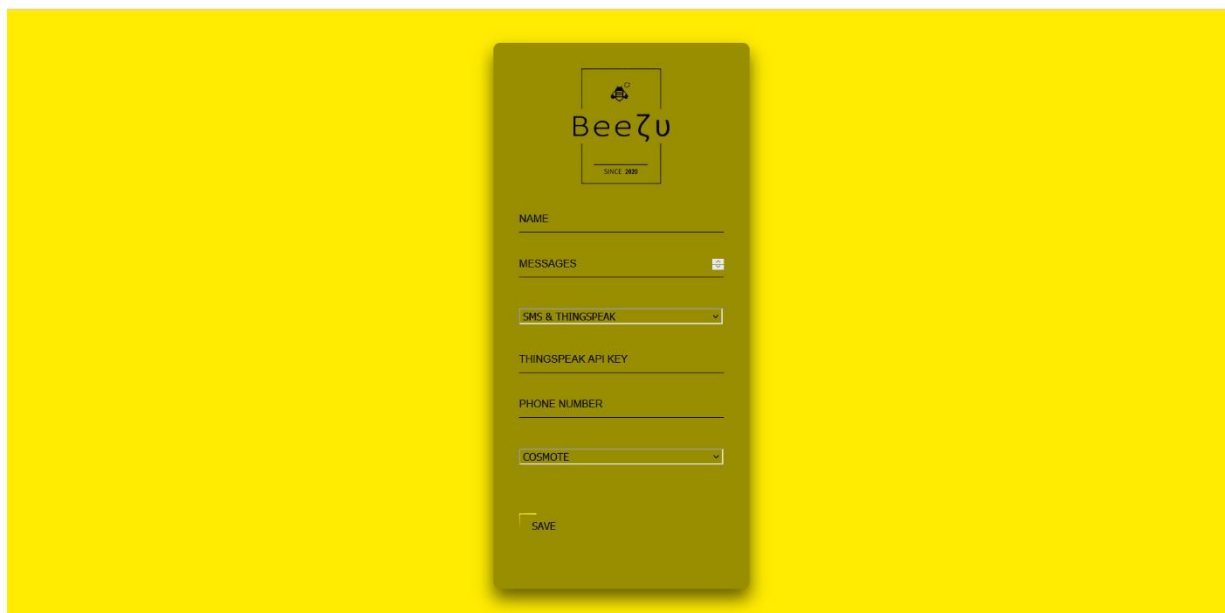 Beeζυ
SINCE 2020
NAME
MESSAGES
SMS & THINGSPEAK
THINGSPEAK API KEY
PHONE NUMBER
COSMOTE
SAVE